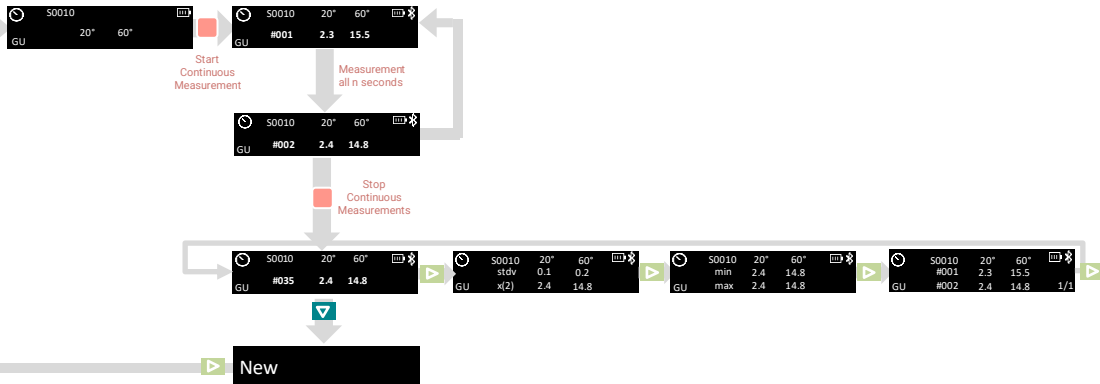 S0010
20° 60°
GU
Start
Continuous
Measurement
S0010 20° 60°
#001 2.3 15.5
GU
Measurement
all n seconds
S0010 20° 60°
#002 2.4 14.8
GU
Stop
Continuous
Measurements
S0010 20° 60°
#035 2.4 14.8
GU
S0010 20° 60°
stdv 0.1 0.2
x(2) 2.4 14.8
GU
S0010 20° 60°
min 2.4 14.8
max 2.4 14.8
GU
S0010 20° 60°
#001 2.3 15.5
#002 2.4 14.8 1/1
GU
New